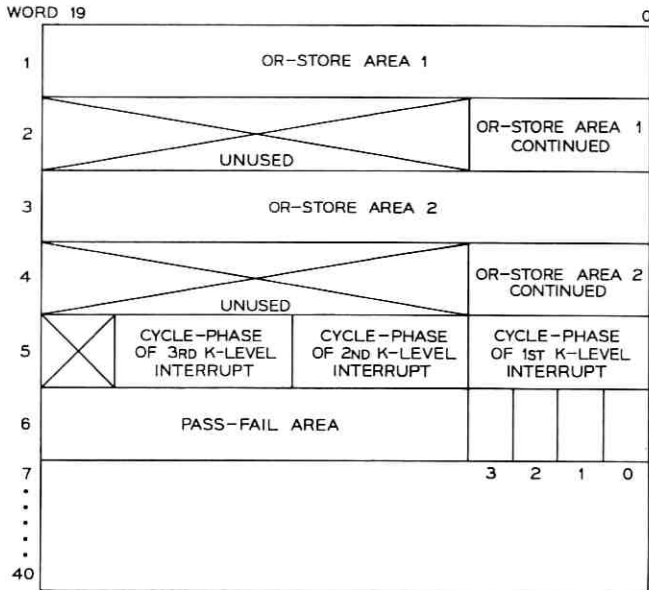 WORD 19 0
1 OR-STORE AREA 1
2 UNUSED OR-STORE AREA 1
CONTINUED
3 OR-STORE AREA 2
4 UNUSED OR-STORE AREA 2
CONTINUED
5 CYCLE-PHASE OF 3RD K-LEVEL INTERRUPT
CYCLE-PHASE OF 2ND K-LEVEL INTERRUPT
CYCLE-PHASE OF 1ST K-LEVEL INTERRUPT
6 PASS-FAIL AREA
7 3 2 1 0
40